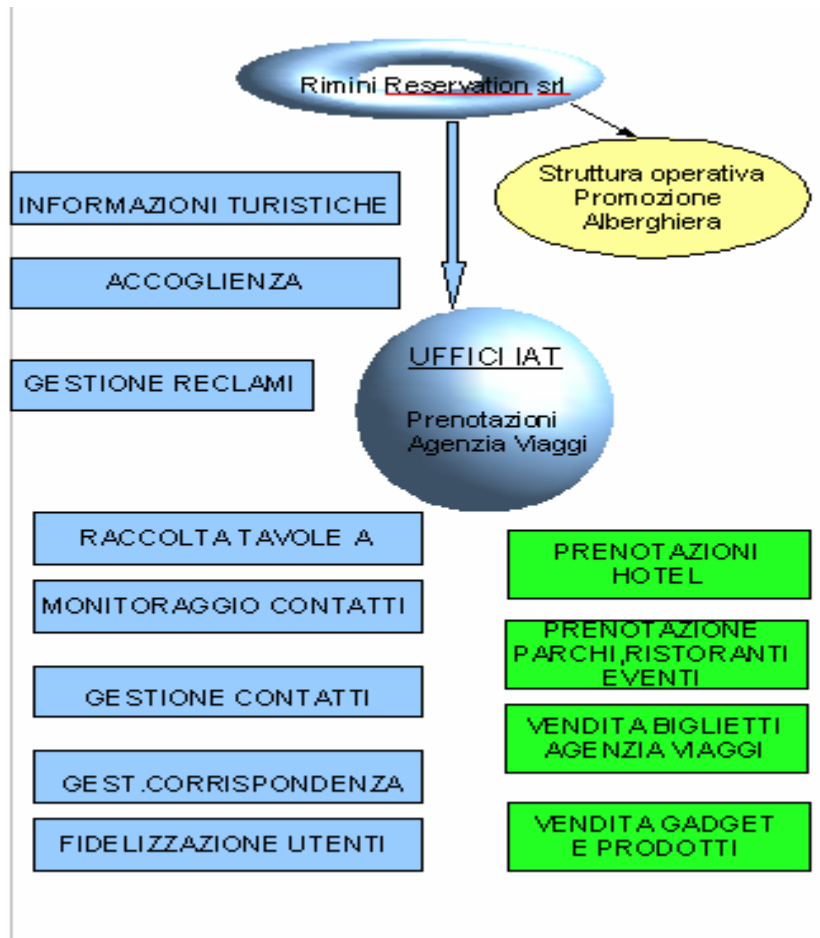 Rimini Reservation srl
Struttura operativa
Promozione
Alberghiera
INFORMAZIONI TURISTICHE
ACCOGLIENZA
GESTIONE RECLAMI
UFFICI IAT
Prenotazioni
Agenzia Viaggi
RACCOLTA TAVOLE A
MONITORAGGIO CONTATTI
GESTIONE CONTATTI
GEST.CORRISPONDENZA
FIDELIZZAZIONE UTENTI
PRENOTAZIONI
HOTEL
PRENOTAZIONE
PARCHI,RISTORANTI
EVENTI
VENDITA BIGLIETTI
AGENZIA VIAGGI
VENDITA GADGET
E PRODOTTI